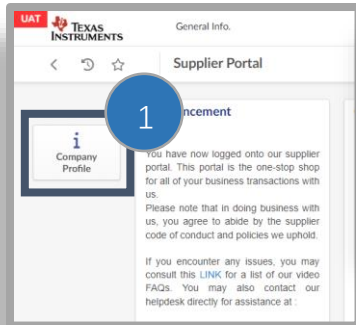 UAT
TEXAS INSTRUMENTS
General Info.
Supplier Portal
1
ncement
i
Company
Profile
You have now logged onto our supplier
portal. This portal is the one-stop shop
for all of your business transactions with
us.
Please note that in doing business with
us, you agree to abide by the supplier
code of conduct and policies we uphold.
If you encounter any issues, you may
consult this LINK for a list of our video
FAQs. You may also contact our
helpdesk directly for assistance at :